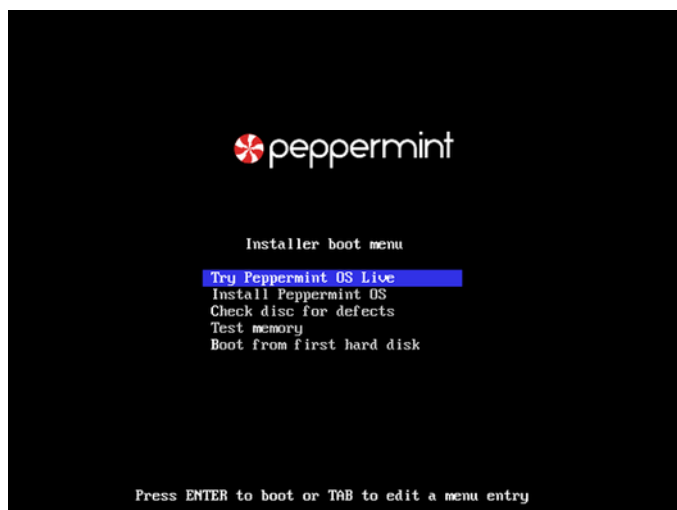 peppermint
Installer boot menu
Try Peppermint OS Live
Install Peppermint OS
Check disc for defects
Test memory
Boot from first hard disk
Press ENTER to boot or TAB to edit a menu entry